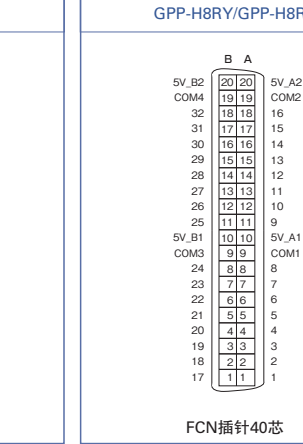 GPP-H8RY/GPP-H8R
B A
5V_B2 20 20 5V_A2
COM4 19 19 COM2
32 18 18 16
31 17 17 15
30 16 16 14
29 15 15 13
28 14 14 12
27 13 13 11
26 12 12 10
25 11 11 9
5V_B1 10 10 5V_A1
COM3 9 9 COM1
24 8 8 8
23 7 7 7
22 6 6 6
21 5 5 5
20 4 4 4
19 3 3 3
18 2 2 2
17 1 1 1
FCN插针40芯